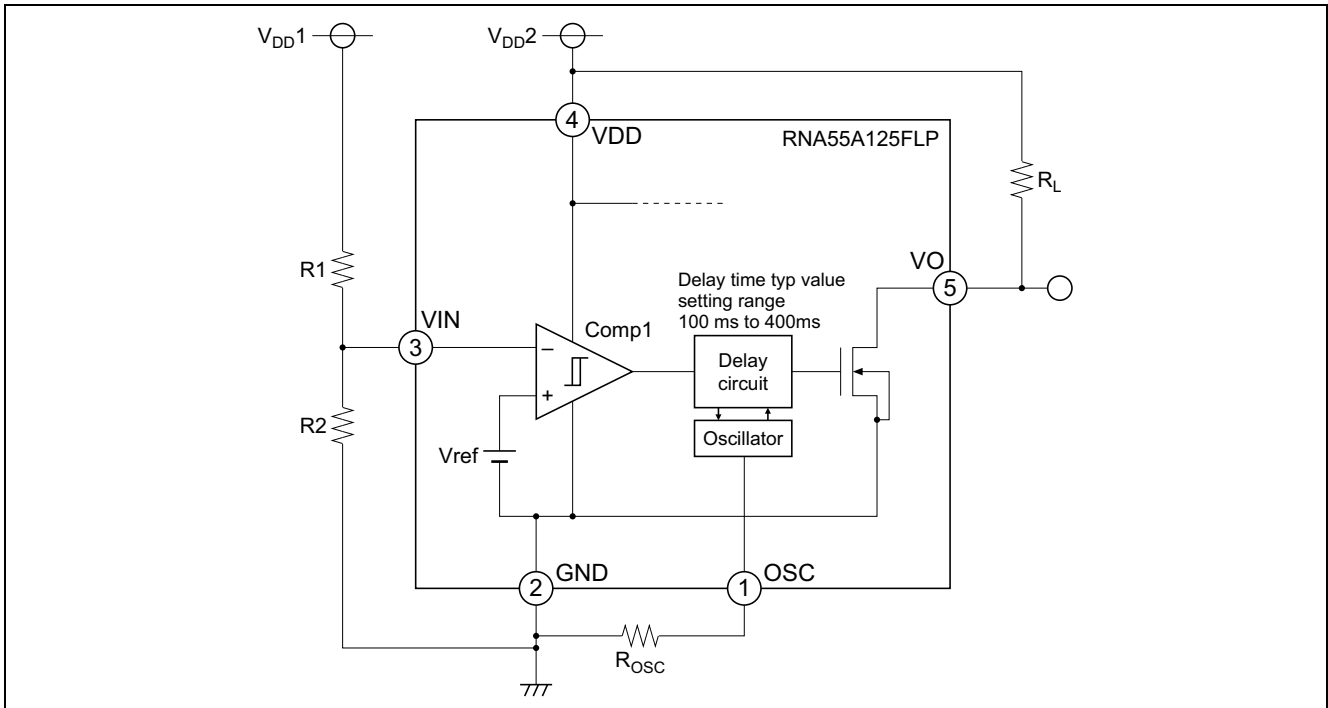 VDD1
VDD2
4
VDD
RNA55A125FLP
RL
R1
VO
5
Delay time typ value
setting range
100 ms to 400ms
VIN
3
Comp1
−
+
Delay
circuit
R2
Oscillator
Vref
2
GND
1
OSC
ROSC